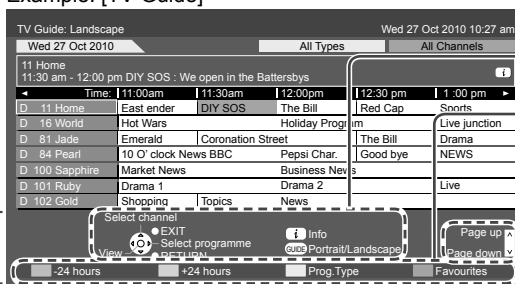 Example: [TV Guide]
TV Guide: Landscape Wed 27 Oct 2010 10:27 am
Wed 27 Oct 2010 All Types All Channels
11 Home
11:30 am - 12:00 pm DIY SOS : We open in the Battersbys i
◄ Time: 11:00am 11:30am 12:00pm 12:30 pm 1 :00 pm ►
D 11 Home East ender DIY SOS The Bill Red Cap Sports
D 16 World Hot Wars Holiday Program Live junction
D 81 Jade Emerald Coronation Street The Bill Drama
D 84 Pearl 10 O' clock News BBC Pepsi Char. Good bye NEWS
D 100 Sapphire Market News Business News
D 101 Ruby Drama 1 Drama 2 Live
D 102 Gold Shopping Topics News
Select channel
EXIT i Info Page up
View Select programme GUIDE Portrait/Landscape
RETURN Page down
-24 hours +24 hours Prog.Type Favourites